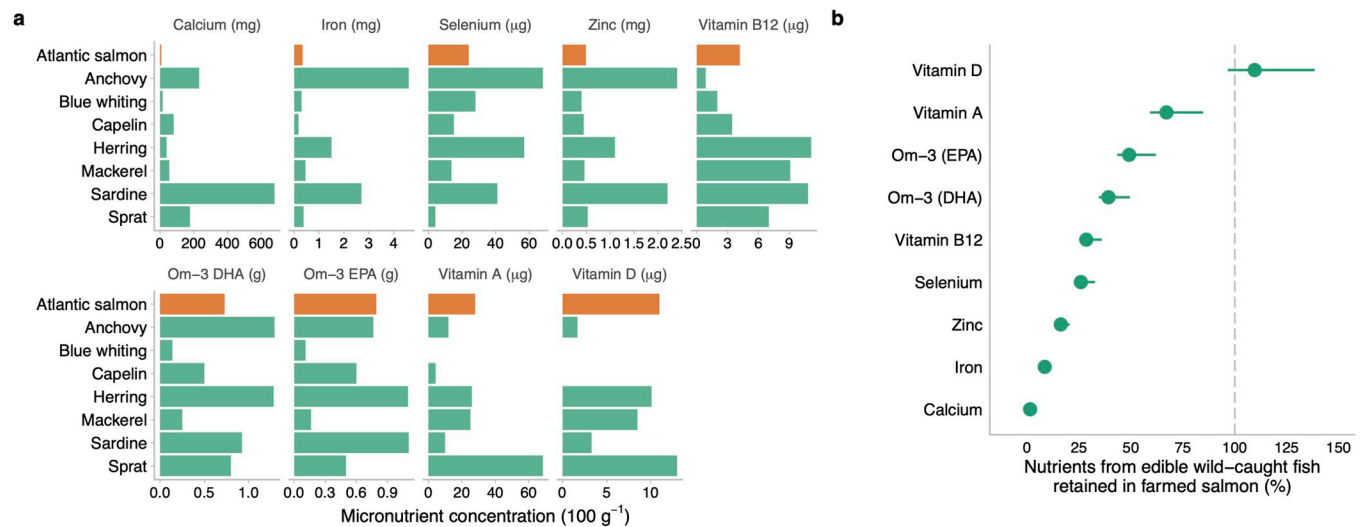 a
Calcium (mg) Iron (mg) Selenium (μg) Zinc (mg) Vitamin B12 (μg)
Atlantic salmon
Anchovy
Blue whiting
Capelin
Herring
Mackerel
Sardine
Sprat
0 200 400 600 0 1 2 3 4 0 20 40 60 0.0 0.5 1.0 1.5 2.0 2.5 0 3 6 9
Om−3 DHA (g) Om−3 EPA (g) Vitamin A (μg) Vitamin D (μg)
Atlantic salmon
Anchovy
Blue whiting
Capelin
Herring
Mackerel
Sardine
Sprat
0.0 0.5 1.0 0.0 0.3 0.6 0.9 0 20 40 60 0 5 10
Micronutrient concentration (100 g⁻¹)
b
Vitamin D
Vitamin A
Om−3 (EPA)
Om−3 (DHA)
Vitamin B12
Selenium
Zinc
Iron
Calcium
0 25 50 75 100 125 150
Nutrients from edible wild−caught fish
retained in farmed salmon (%)